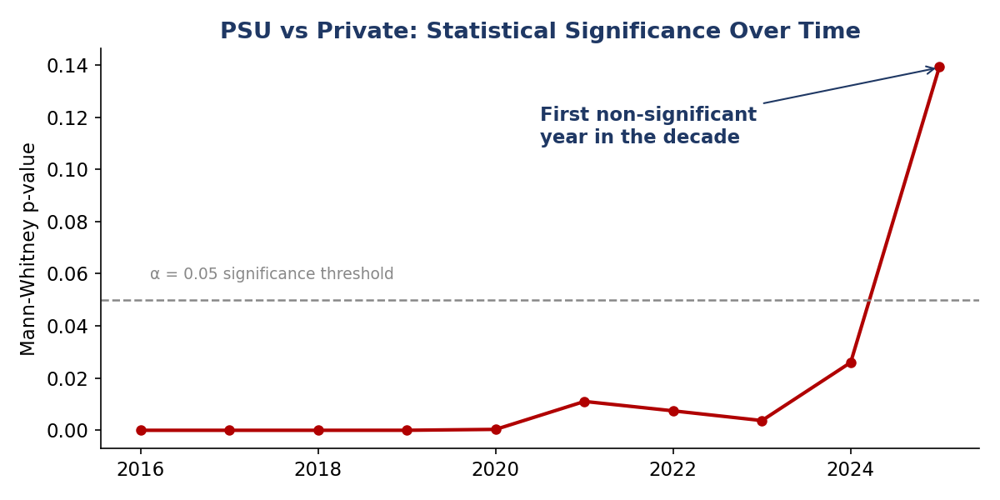 PSU vs Private: Statistical Significance Over Time
Mann-Whitney p-value
0.14
0.12
0.10
0.08
0.06
0.04
0.02
0.00
First non-significant
year in the decade
α = 0.05 significance threshold
2016
2018
2020
2022
2024